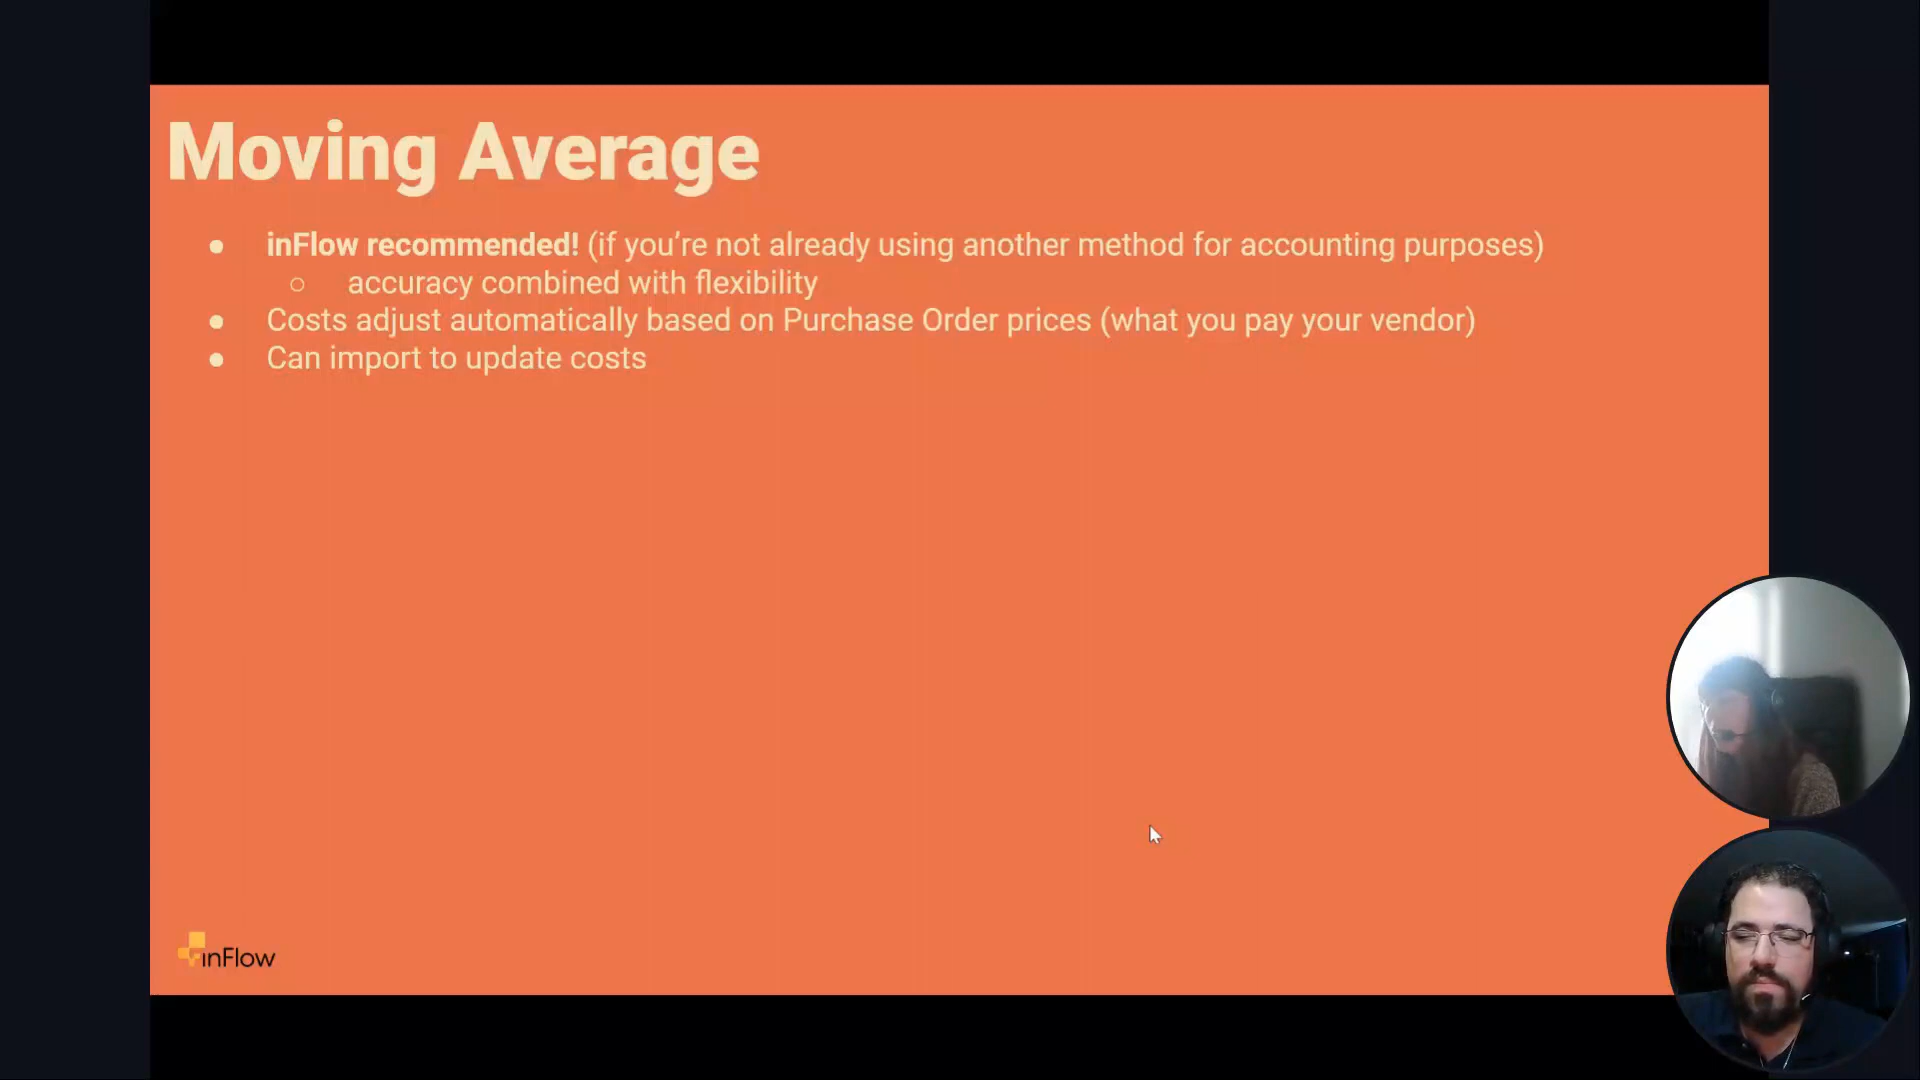 Moving Average
● inFlow recommended! (if you’re not already using another method for accounting purposes)
○ accuracy combined with flexibility
● Costs adjust automatically based on Purchase Order prices (what you pay your vendor)
● Can import to update costs
inFlow